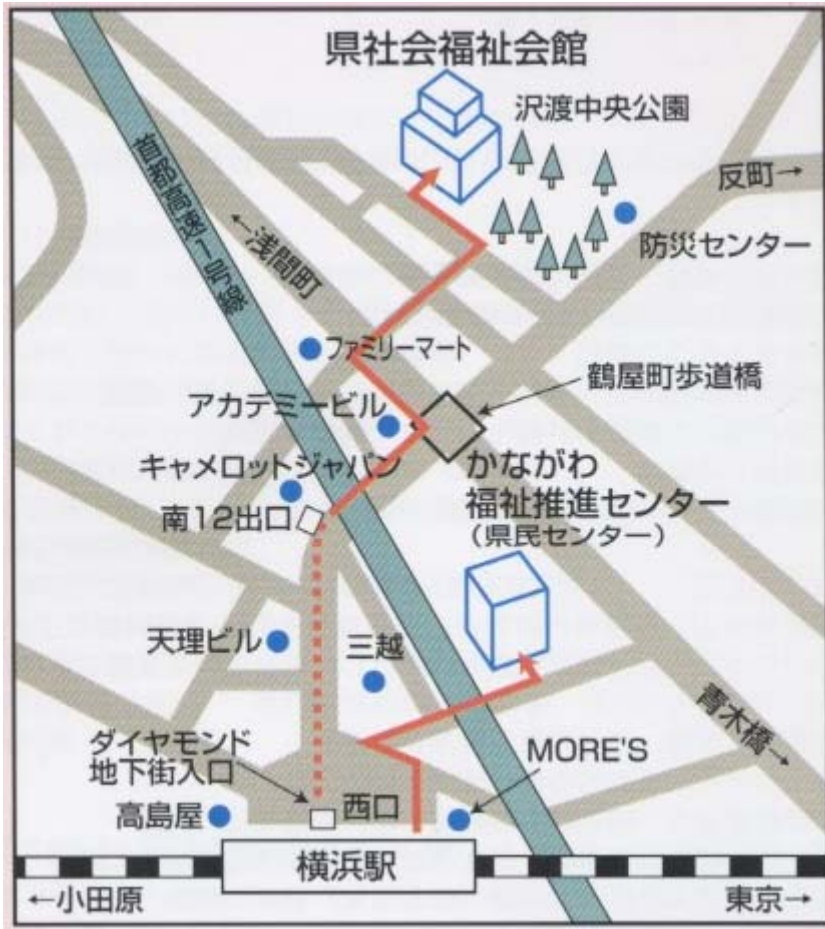 県社会福祉会館
沢渡中央公園
反町→
首都高速1号線
←浅間町
防災センター
ファミリーマート
鶴屋町歩道橋
アカデミービル
キャメロットジャパン
かながわ
福祉推進センター
(県民センター)
南12出口
天理ビル
三越
青木橋→
ダイヤモンド
地下街入口
MORE'S
高島屋
西口
横浜駅
←小田原
東京→